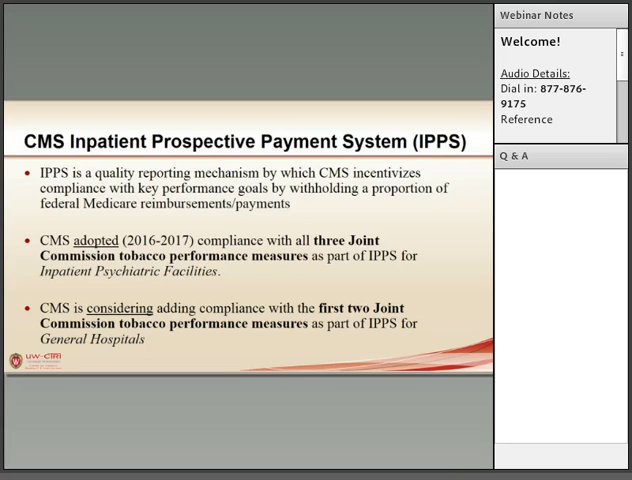 CMS Inpatient Prospective Payment System (IPPS)
• IPPS is a quality reporting mechanism by which CMS incentivizes
compliance with key performance goals by withholding a proportion of
federal Medicare reimbursements/payments
• CMS adopted (2016-2017) compliance with all three Joint
Commission tobacco performance measures as part of IPPS for
Inpatient Psychiatric Facilities.
• CMS is considering adding compliance with the first two Joint
Commission tobacco performance measures as part of IPPS for
General Hospitals
UW-CTRI
Webinar Notes
Welcome!
Audio Details:
Dial in: 877-876-
9175
Reference
Q & A